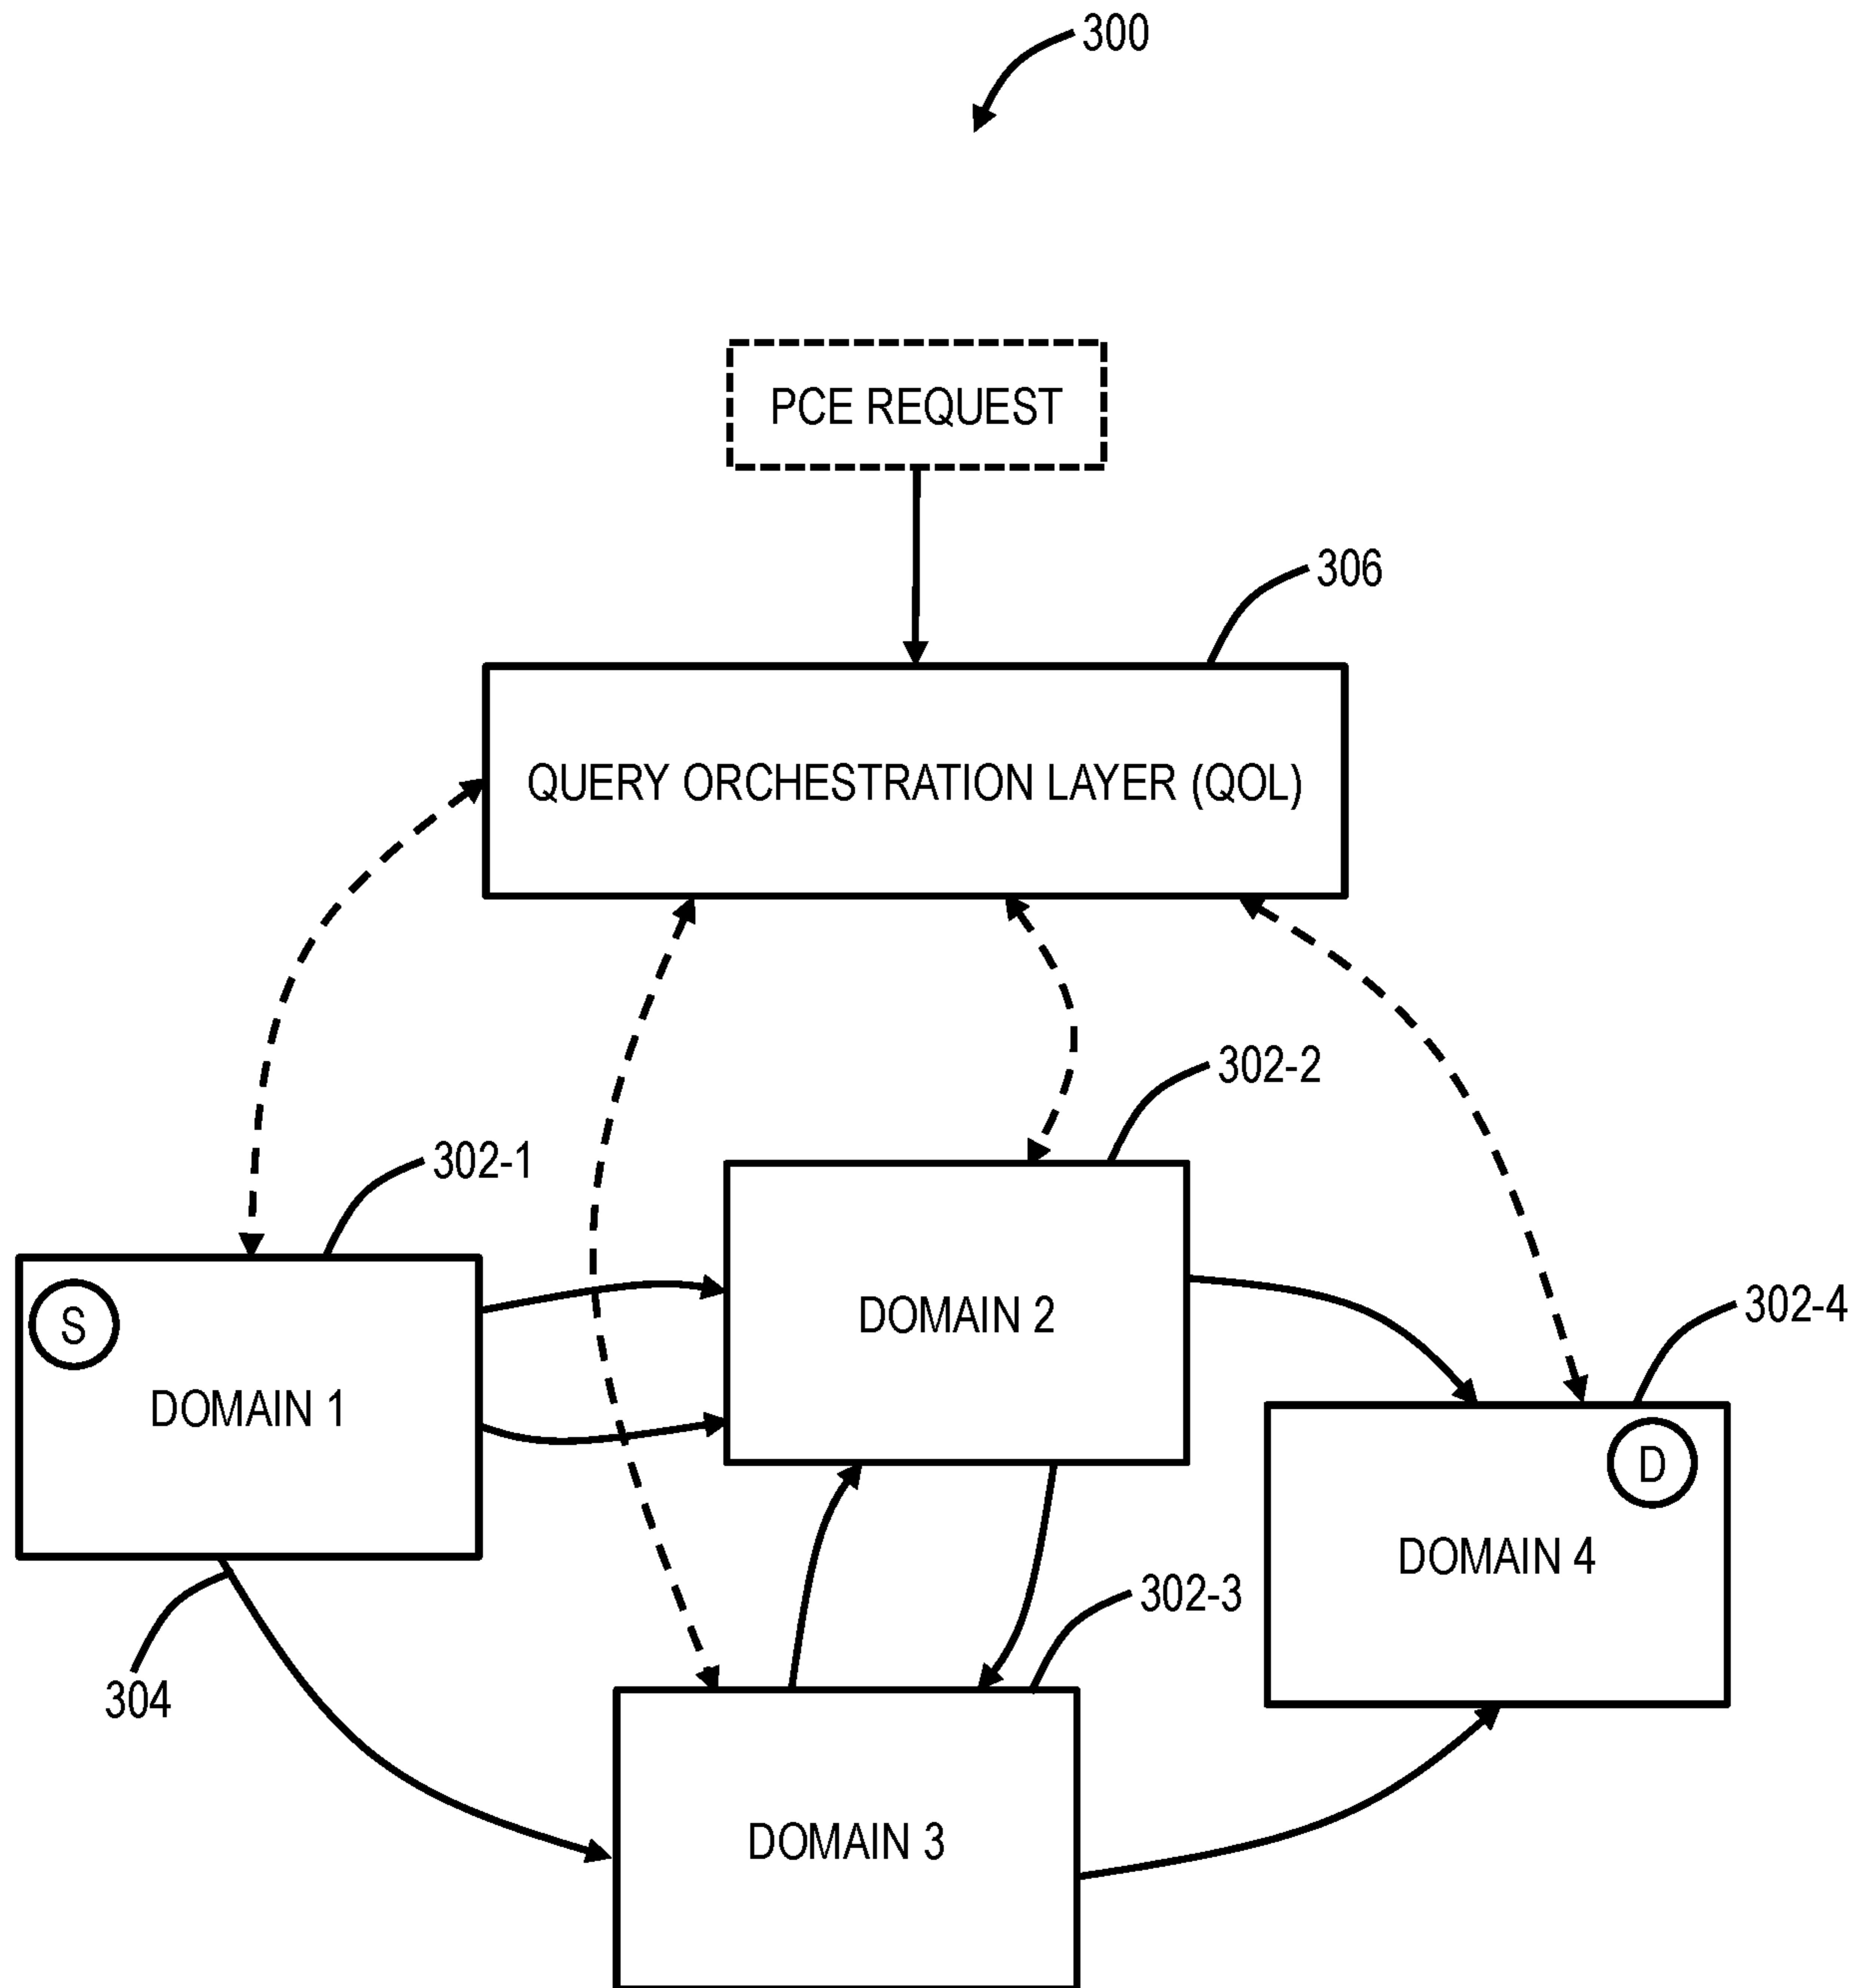 300
PCE REQUEST
306
QUERY ORCHESTRATION LAYER (QOL)
302-2
302-1
S
DOMAIN 1
DOMAIN 2
302-4
D
DOMAIN 4
302-3
304
DOMAIN 3